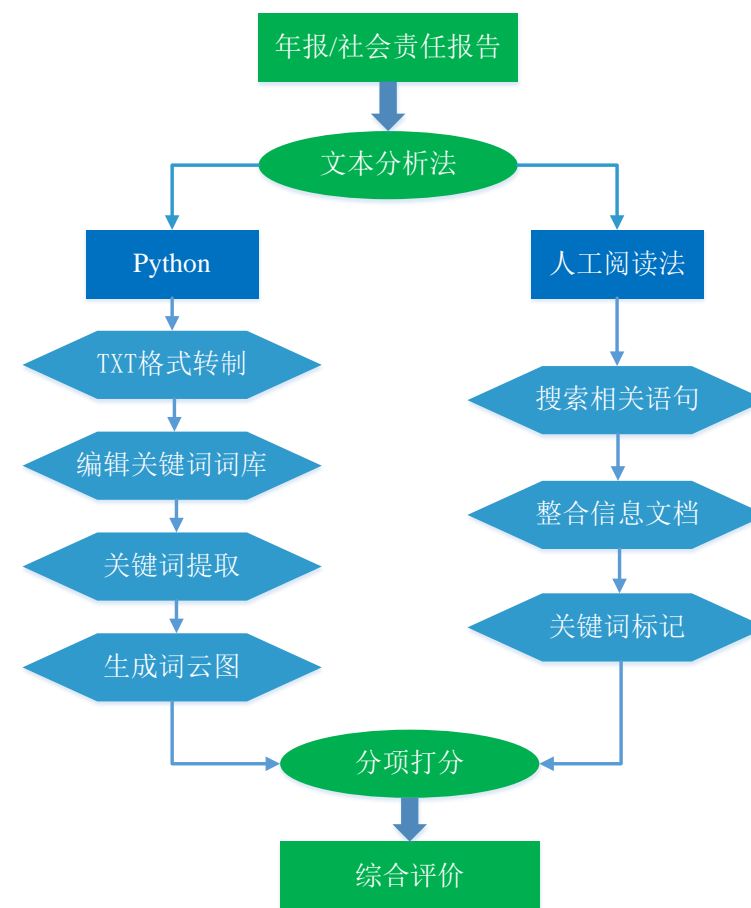 年报/社会责任报告
文本分析法
Python
人工阅读法
TXT格式转制
搜索相关语句
编辑关键词词库
整合信息文档
关键词提取
关键词标记
生成词云图
分项打分
综合评价